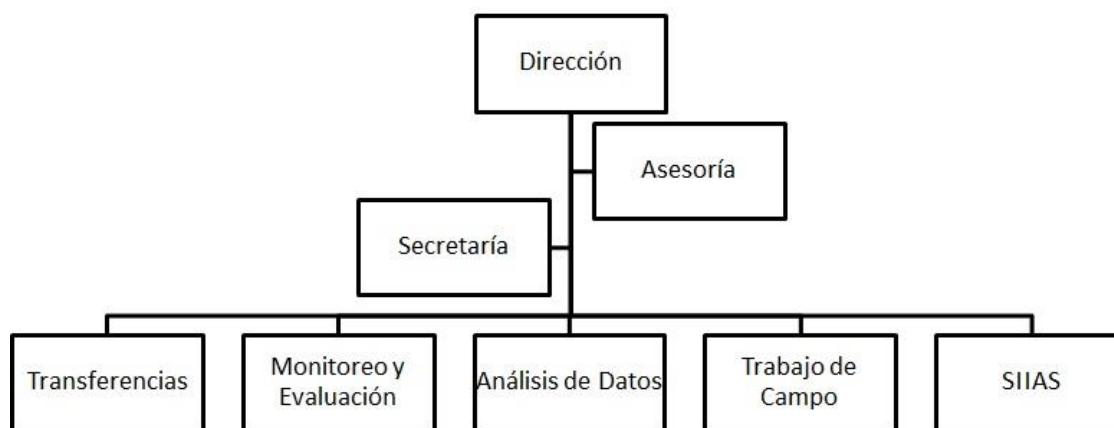 Dirección
Asesoría
Secretaría
Transferencias
Monitoreo y
Evaluación
Análisis de Datos
Trabajo de
Campo
SIIAS